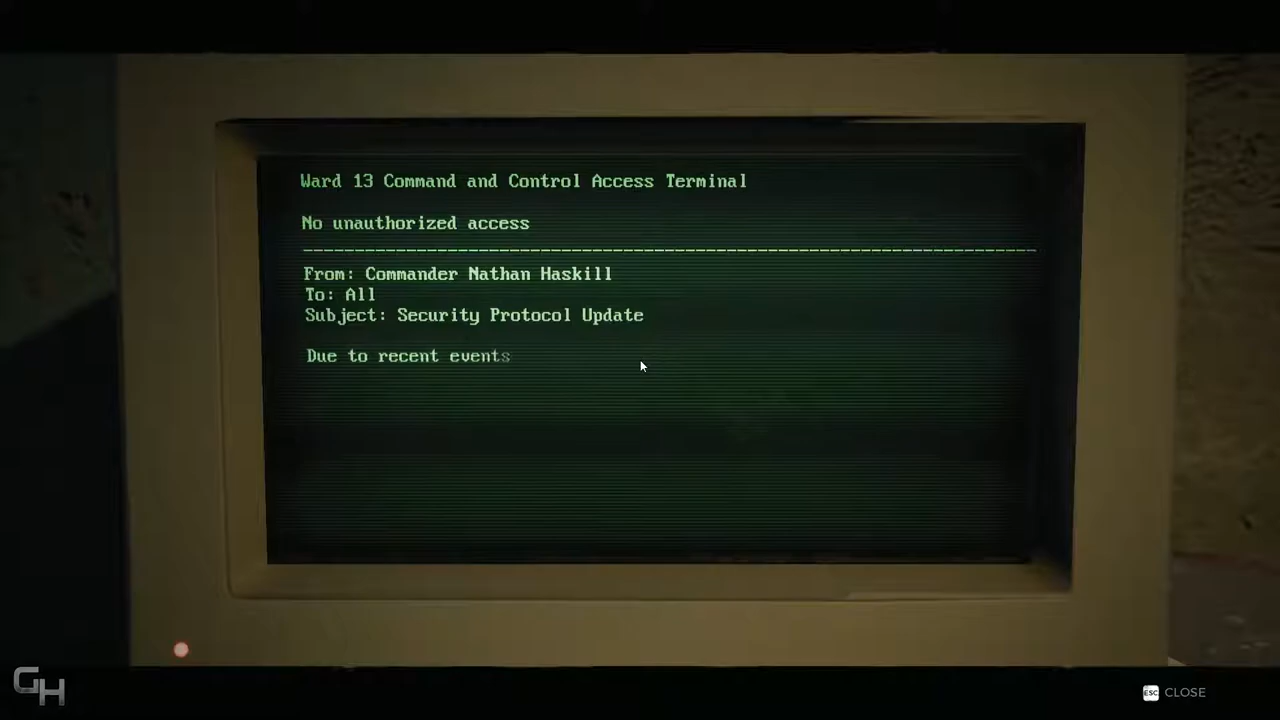 Ward 13 Command and Control Access Terminal
No unauthorized access
--------------------------------------------------------------------------------
From: Commander Nathan Haskill
To: All
Subject: Security Protocol Update
Due to recent events
GH
ESC CLOSE